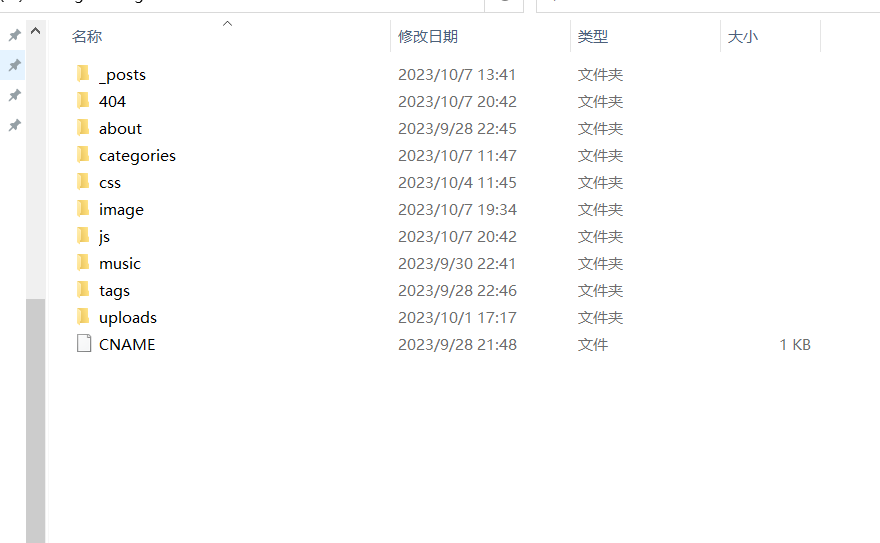 名称 修改日期 类型 大小
_posts 2023/10/7 13:41 文件夹
404 2023/10/7 20:42 文件夹
about 2023/9/28 22:45 文件夹
categories 2023/10/7 11:47 文件夹
css 2023/10/4 11:45 文件夹
image 2023/10/7 19:34 文件夹
js 2023/10/7 20:42 文件夹
music 2023/9/30 22:41 文件夹
tags 2023/9/28 22:46 文件夹
uploads 2023/10/1 17:17 文件夹
CNAME 2023/9/28 21:48 文件 1 KB